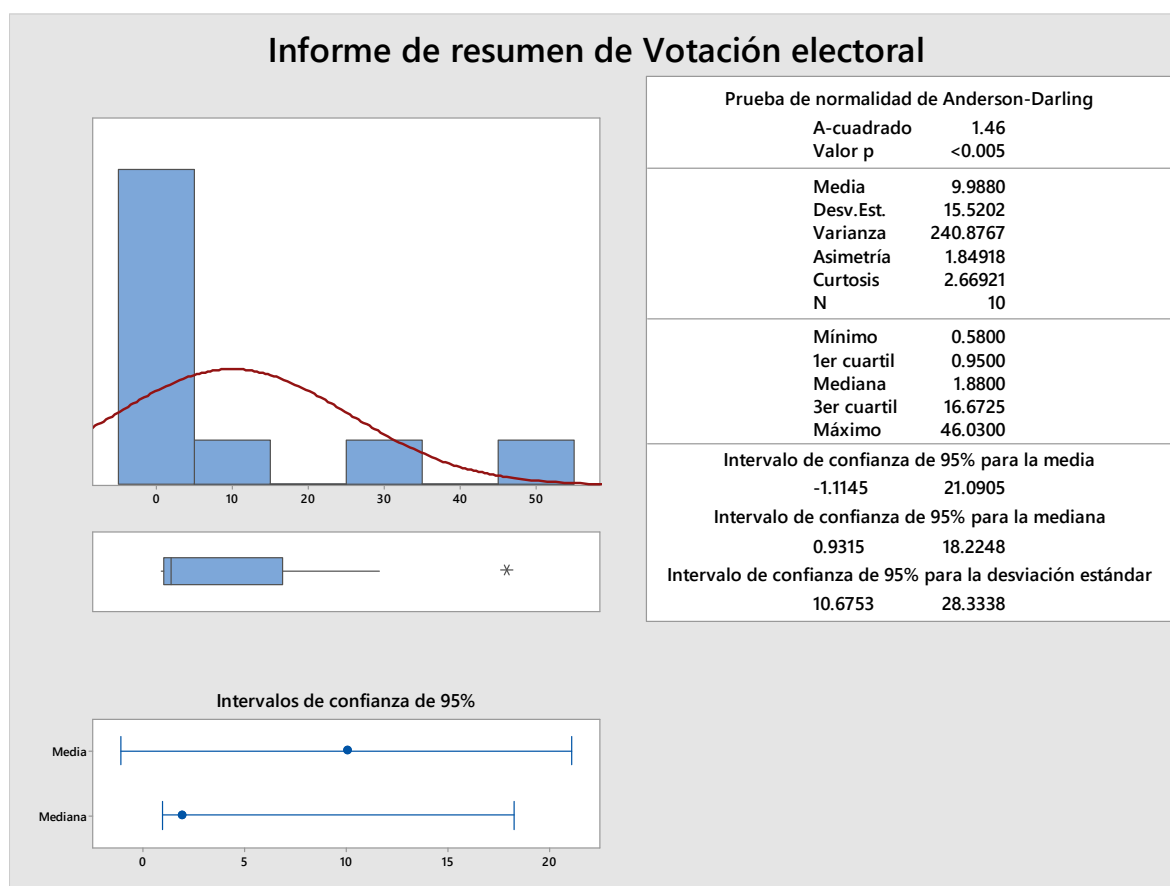 Informe de resumen de Votación electoral
0 10 20 30 40 50
Intervalos de confianza de 95%
Media
Mediana
0 5 10 15 20
Prueba de normalidad de Anderson-Darling
A-cuadrado 1.46
Valor p <0.005
Media 9.9880
Desv.Est. 15.5202
Varianza 240.8767
Asimetría 1.84918
Curtosis 2.66921
N 10
Mínimo 0.5800
1er cuartil 0.9500
Mediana 1.8800
3er cuartil 16.6725
Máximo 46.0300
Intervalo de confianza de 95% para la media
-1.1145 21.0905
Intervalo de confianza de 95% para la mediana
0.9315 18.2248
Intervalo de confianza de 95% para la desviación estándar
10.6753 28.3338